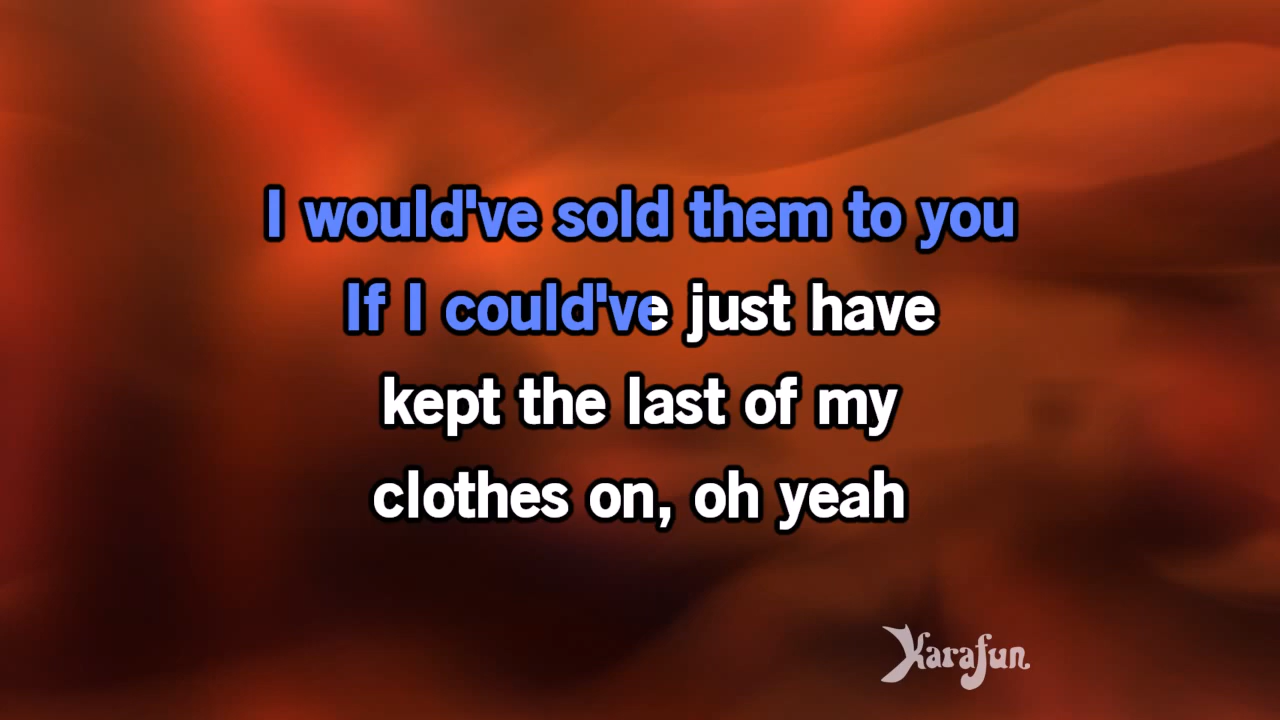 I would've sold them to you
If I could've just have
kept the last of my
clothes on, oh yeah
Karafun